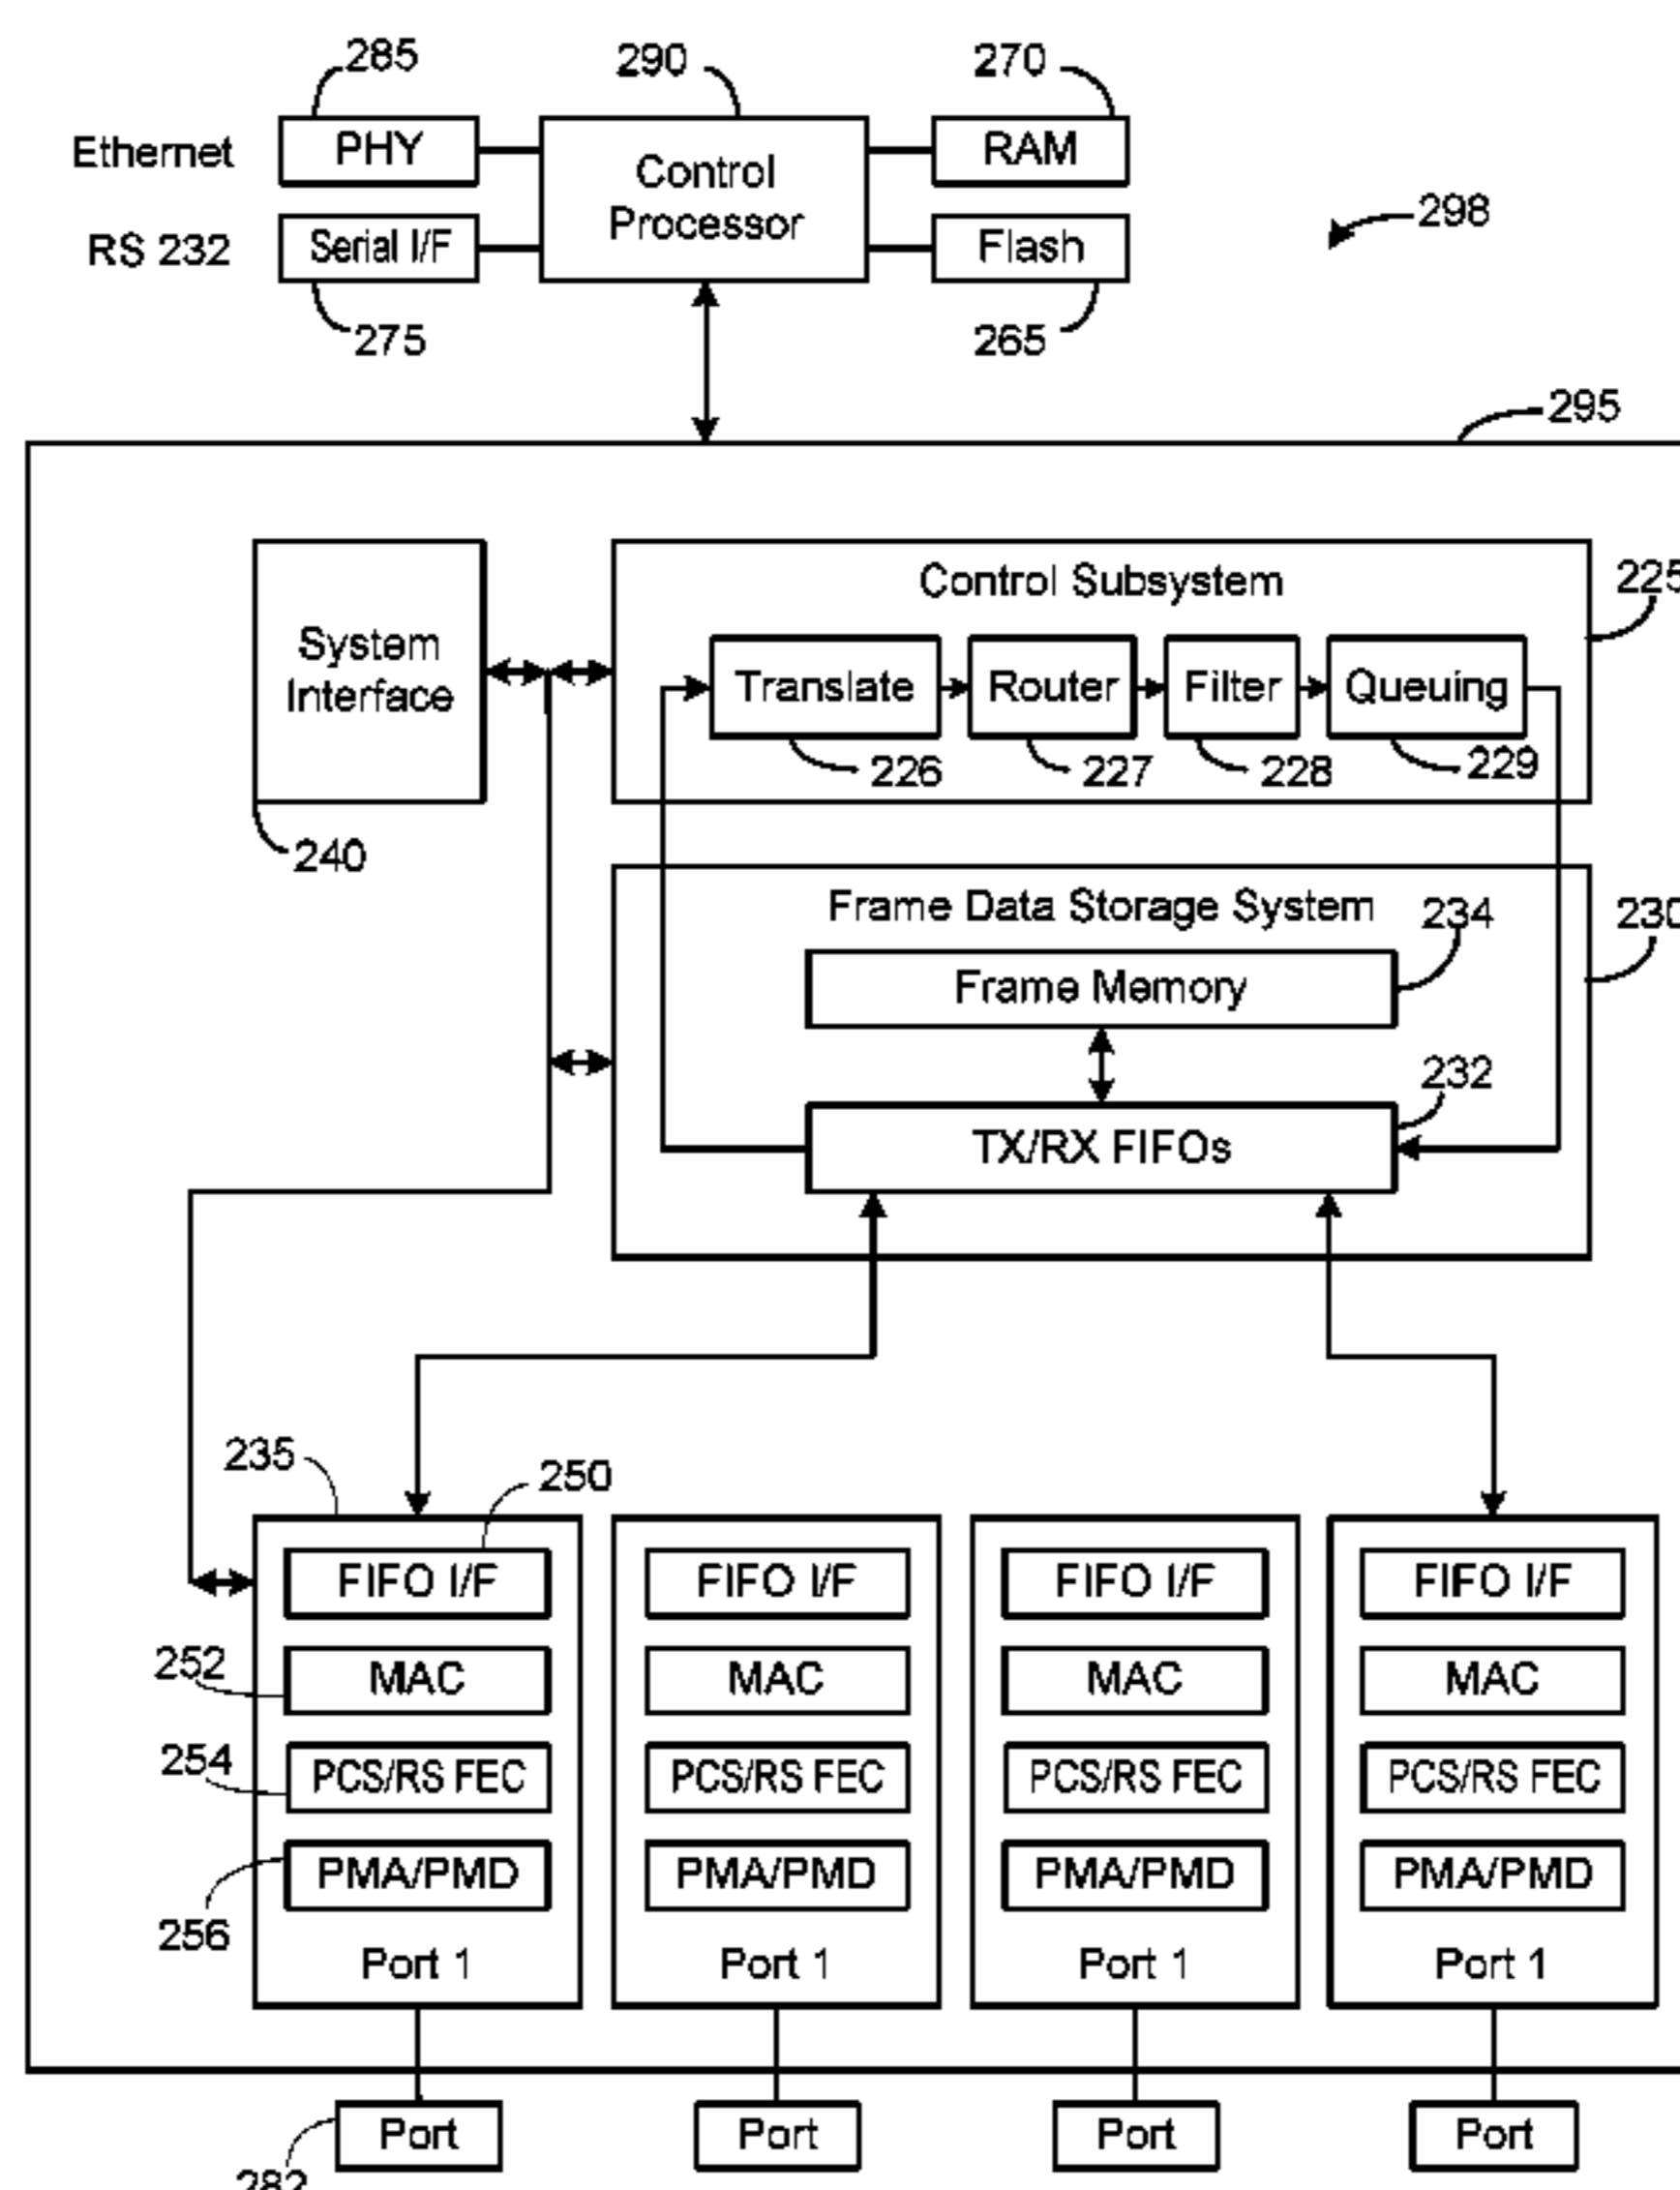 285
290
270
Ethernet
PHY
Control
Processor
RAM
298
RS 232
Serial I/F
Flash
275
265
295
System
Interface
240
Control Subsystem
225
Translate
Router
Filter
Queuing
226
227
228
229
Frame Data Storage System
234
230
Frame Memory
232
TX/RX FIFOs
235
250
FIFO I/F
FIFO I/F
FIFO I/F
FIFO I/F
252
MAC
MAC
MAC
MAC
254
PCS/RS FEC
PCS/RS FEC
PCS/RS FEC
PCS/RS FEC
PMA/PMD
PMA/PMD
PMA/PMD
PMA/PMD
256
Port 1
Port 1
Port 1
Port 1
Port
Port
Port
Port
282